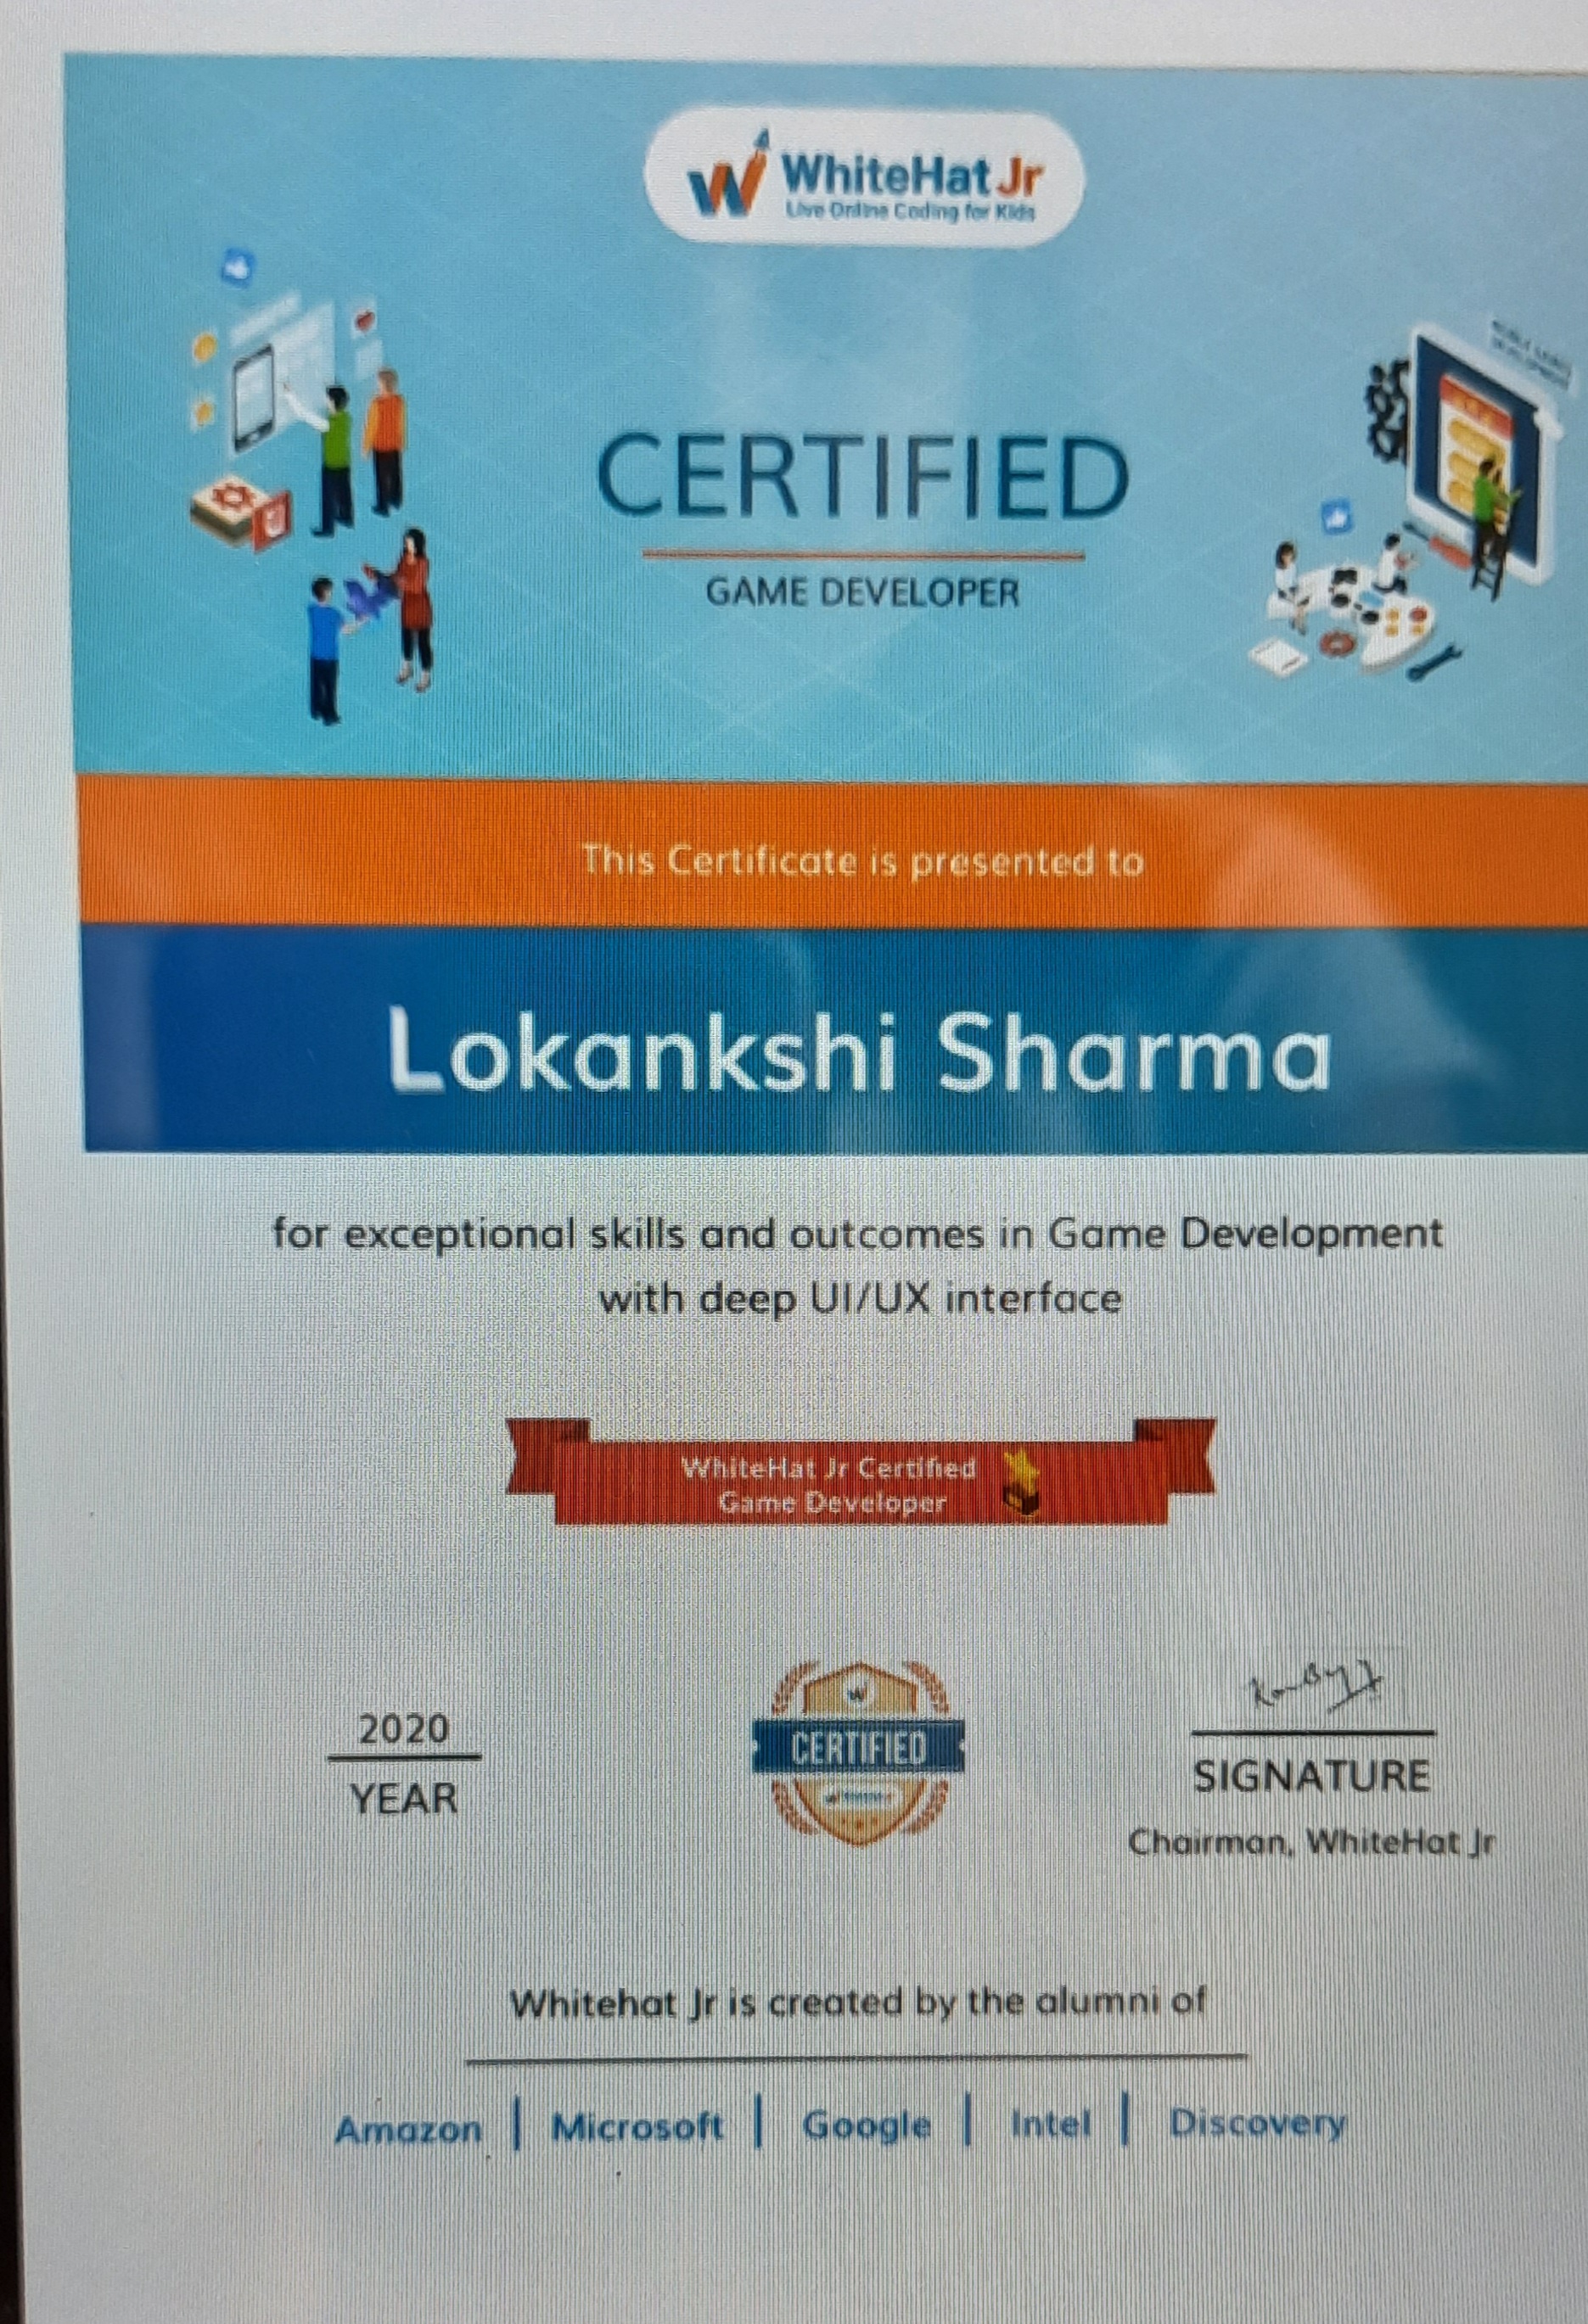 WhiteHat Jr
Live Online Coding for Kids
CERTIFIED
GAME DEVELOPER
This Certificate is presented to
Lokankshi Sharma
for exceptional skills and outcomes in Game Development
with deep UI/UX interface
WhiteHat Jr Certified
Game Developer
2020
YEAR
CERTIFIED
SIGNATURE
Chairman, WhiteHat Jr
Whitehat Jr is created by the alumni of
Amazon | Microsoft | Google | Intel | Discovery